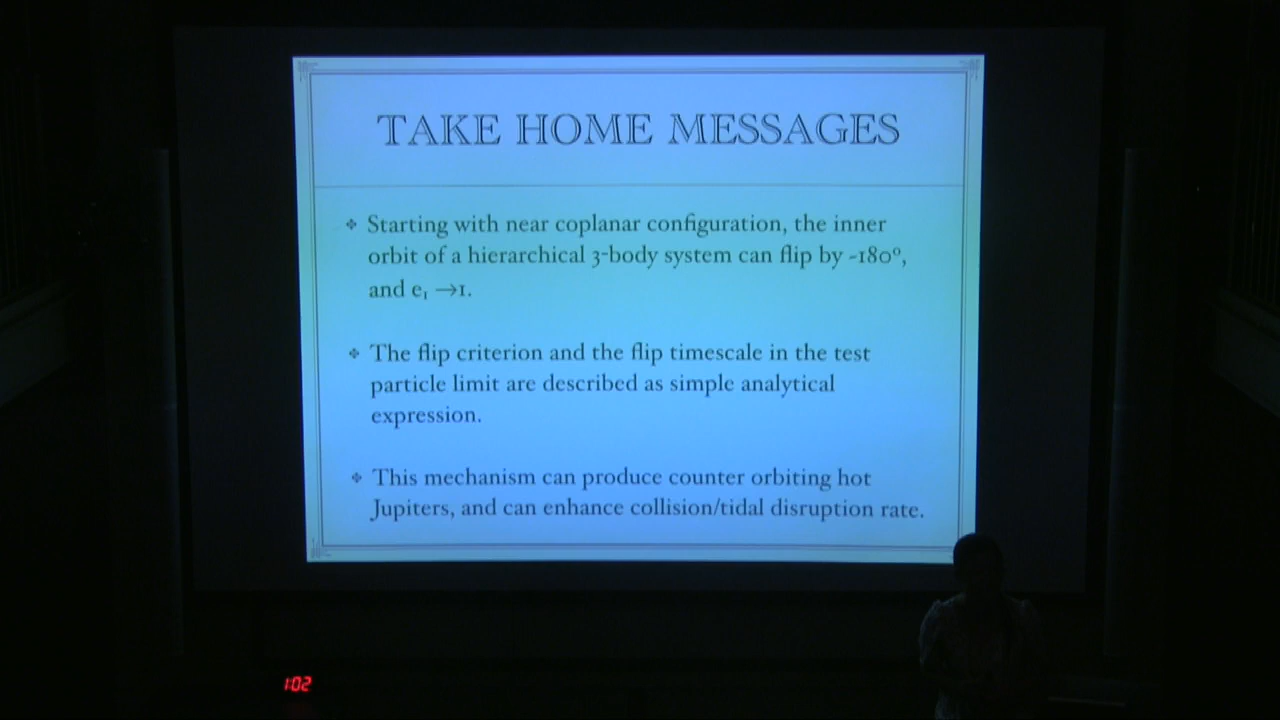 TAKE HOME MESSAGES
❖ Starting with near coplanar configuration, the inner
orbit of a hierarchical 3-body system can flip by ~180°,
and e₁ →1.
❖ The flip criterion and the flip timescale in the test
particle limit are described as simple analytical
expression.
❖ This mechanism can produce counter orbiting hot
Jupiters, and can enhance collision/tidal disruption rate.
1:02